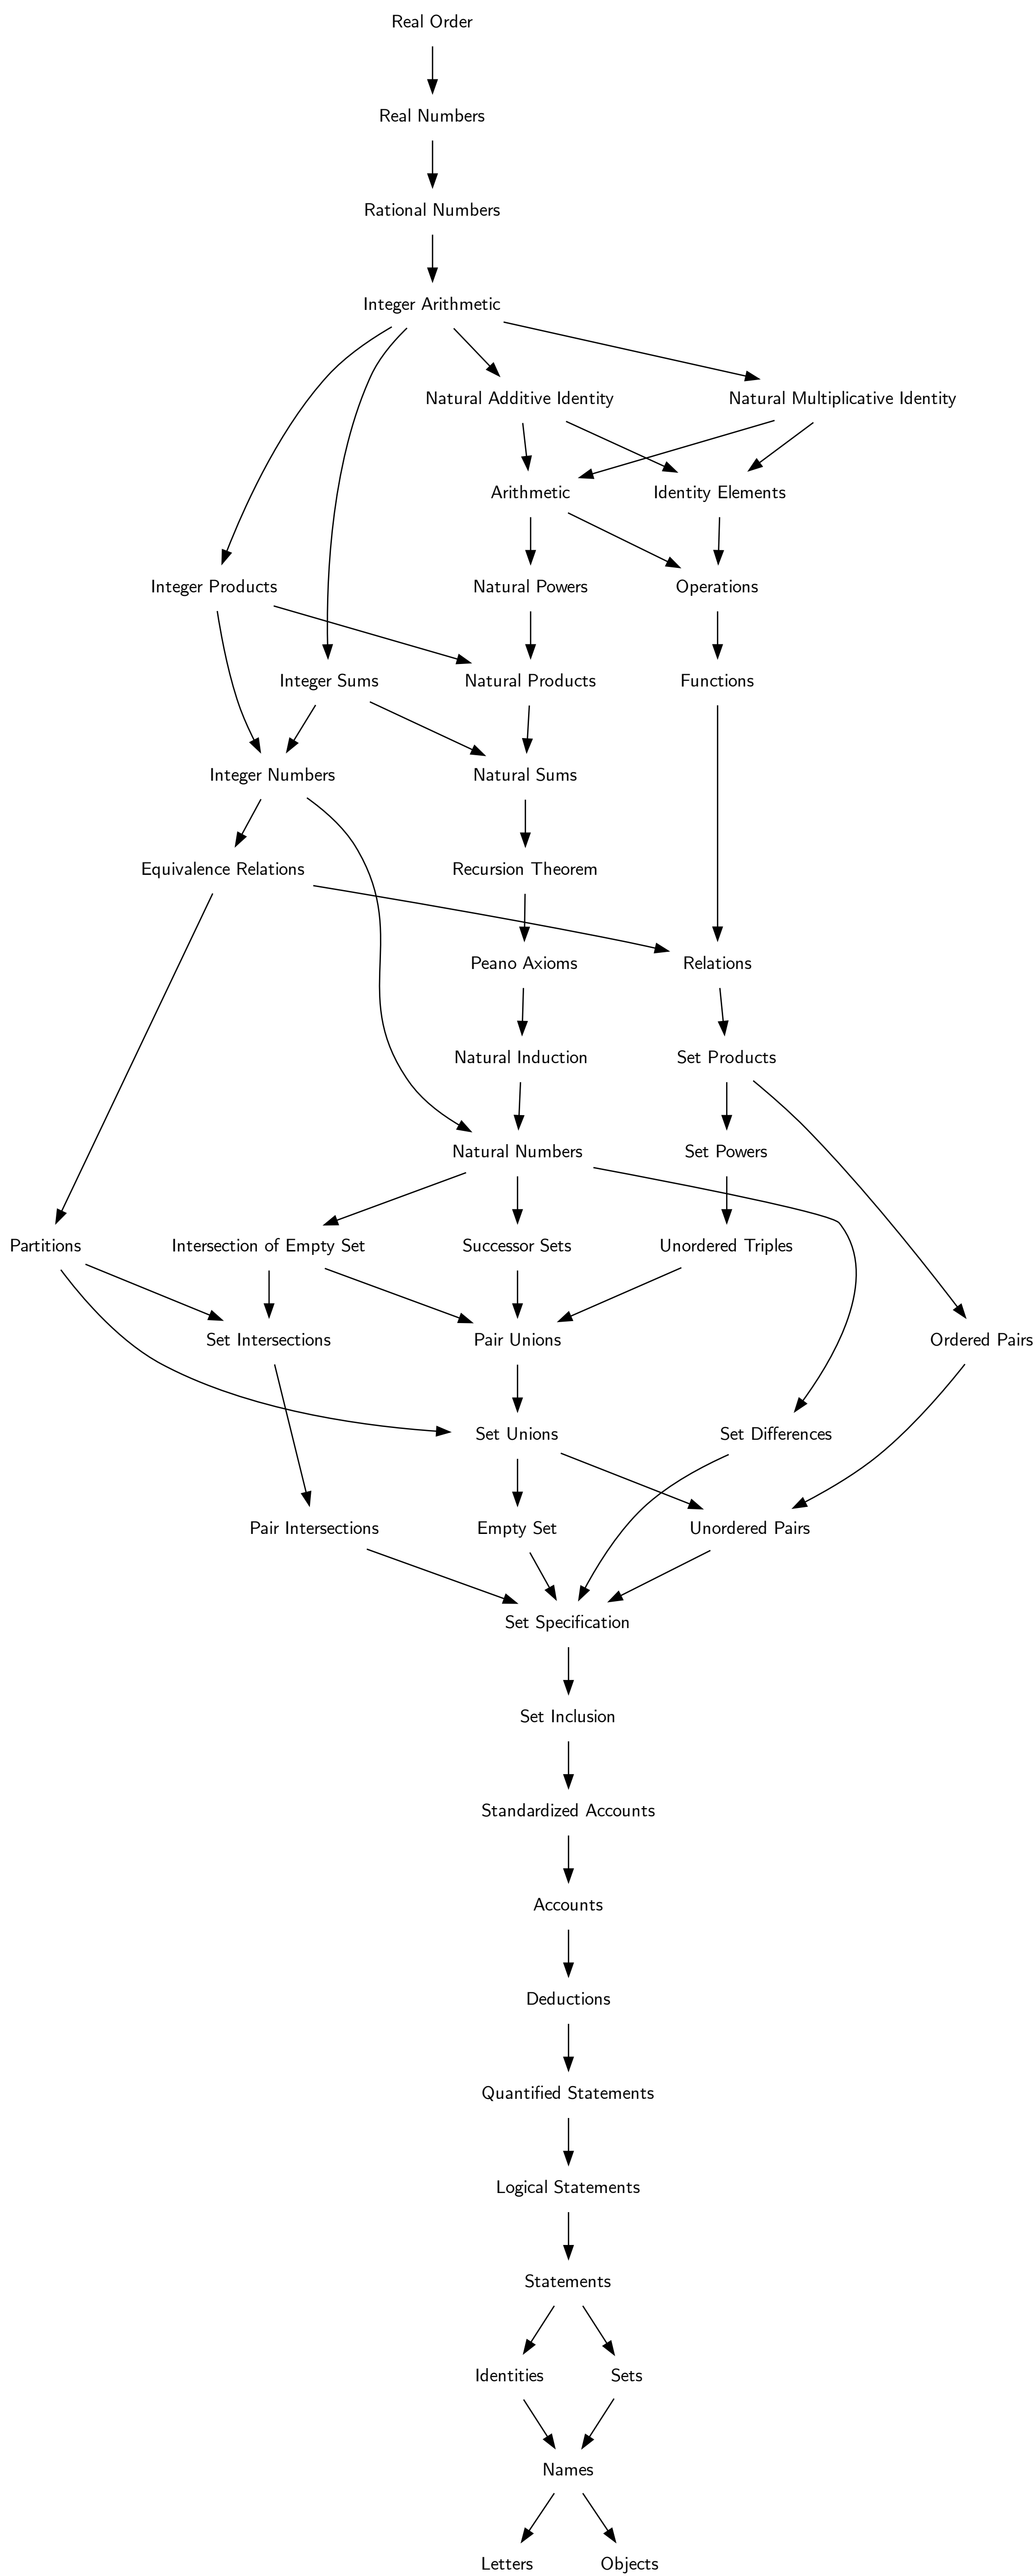 Real Order
Real Numbers
Rational Numbers
Integer Arithmetic
Natural Additive Identity
Natural Multiplicative Identity
Arithmetic
Identity Elements
Integer Products
Natural Powers
Operations
Integer Sums
Natural Products
Functions
Integer Numbers
Natural Sums
Equivalence Relations
Recursion Theorem
Peano Axioms
Relations
Natural Induction
Set Products
Natural Numbers
Set Powers
Partitions
Intersection of Empty Set
Successor Sets
Unordered Triples
Set Intersections
Pair Unions
Ordered Pairs
Set Unions
Set Differences
Pair Intersections
Empty Set
Unordered Pairs
Set Specification
Set Inclusion
Standardized Accounts
Accounts
Deductions
Quantified Statements
Logical Statements
Statements
Identities
Sets
Names
Letters
Objects